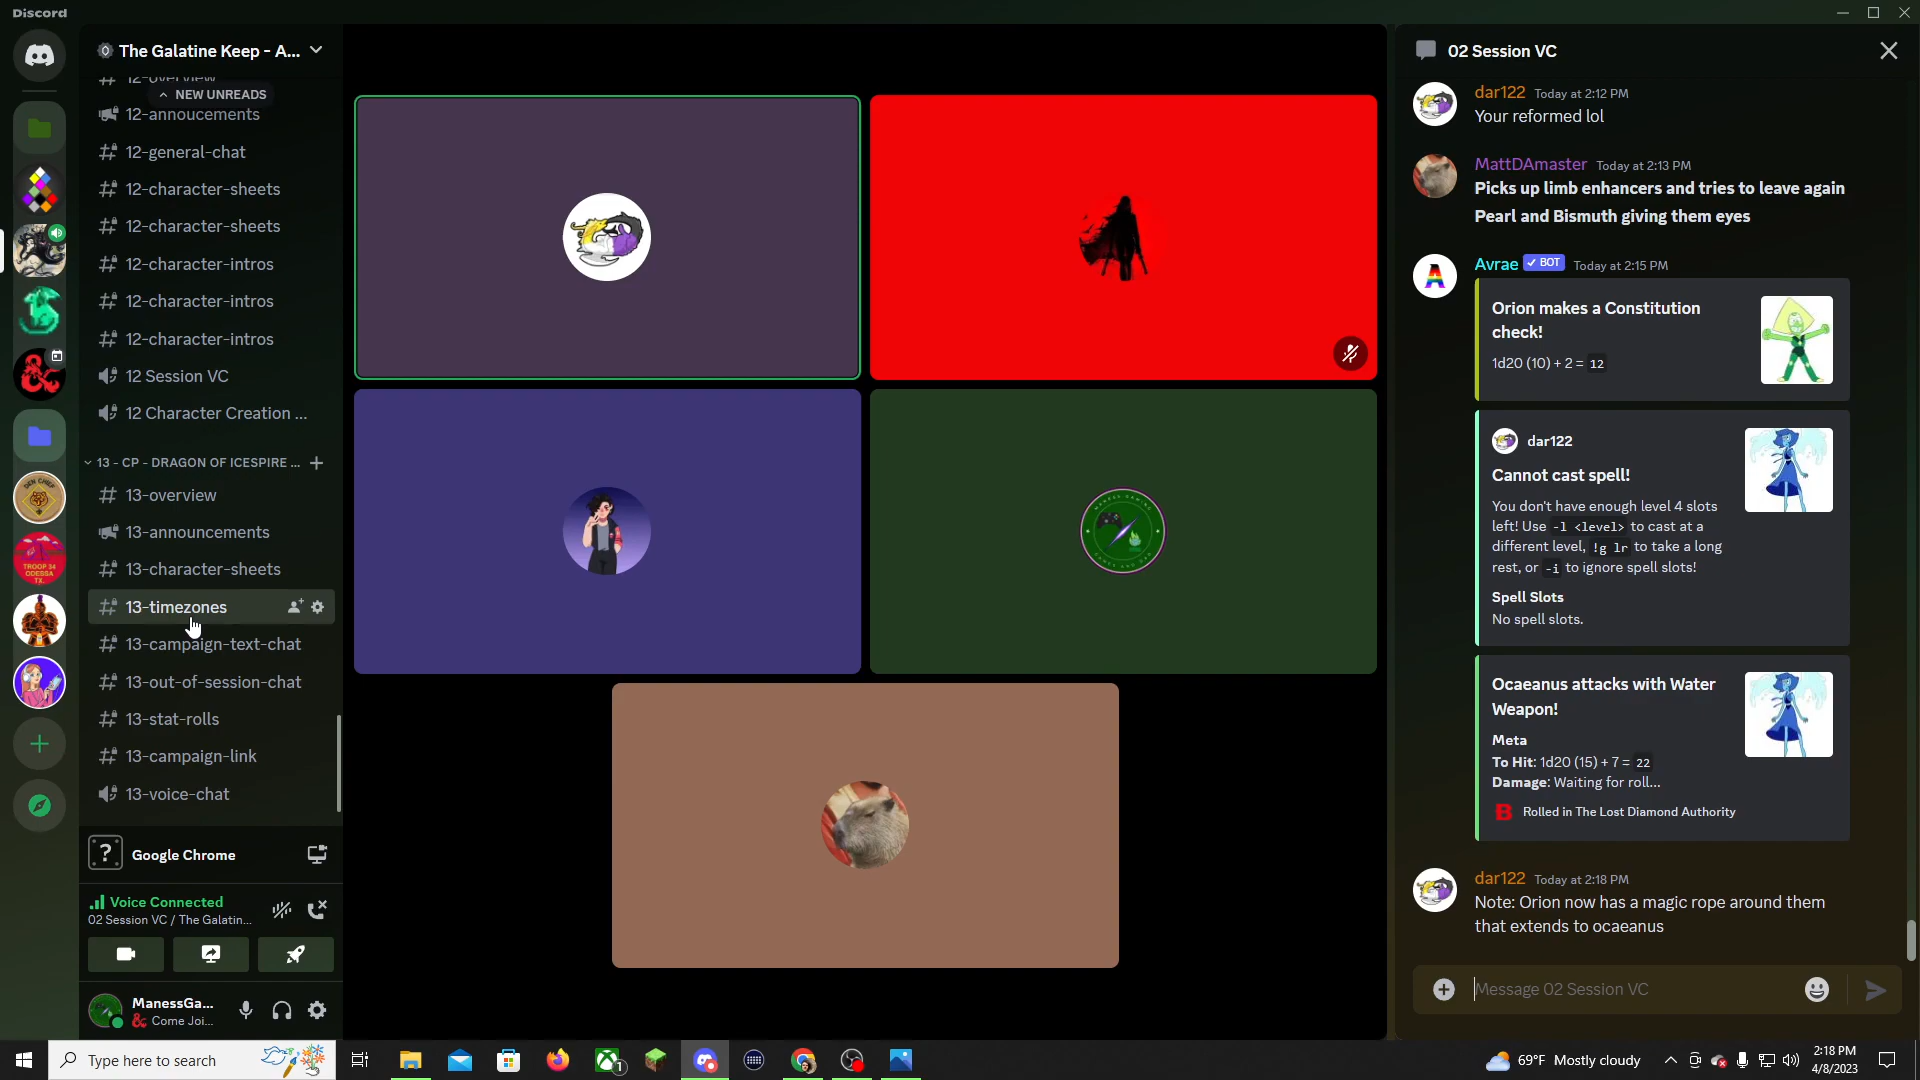 Discord
The Galatine Keep - A...
12-overview
NEW UNREADS
12-annoucements
12-general-chat
12-character-sheets
12-character-sheets
12-character-intros
12-character-intros
12-character-intros
12 Session VC
12 Character Creation ...
13 - CP - DRAGON OF ICESPIRE ...
13-overview
13-announcements
13-character-sheets
13-timezones
13-campaign-text-chat
13-out-of-session-chat
13-stat-rolls
13-campaign-link
13-voice-chat
Google Chrome
Voice Connected
02 Session VC / The Galatin...
ManessGa...
Come Joi...
TROOP 34
ODESSA
TX.
02 Session VC
dar122 Today at 2:12 PM
Your reformed lol
MattDAmaster Today at 2:13 PM
Picks up limb enhancers and tries to leave again
Pearl and Bismuth giving them eyes
Avrae BOT Today at 2:15 PM
Orion makes a Constitution
check!
1d20 (10) + 2 = 12
dar122
Cannot cast spell!
You don't have enough level 4 slots
left! Use -l <level> to cast at a
different level, !g lr to take a long
rest, or -i to ignore spell slots!
Spell Slots
No spell slots.
Ocaeanus attacks with Water
Weapon!
Meta
To Hit: 1d20 (15) + 7 = 22
Damage: Waiting for roll...
Rolled in The Lost Diamond Authority
dar122 Today at 2:18 PM
Note: Orion now has a magic rope around them
that extends to ocaeanus
Message 02 Session VC
Type here to search
1
69°F Mostly cloudy
2:18 PM
4/8/2023